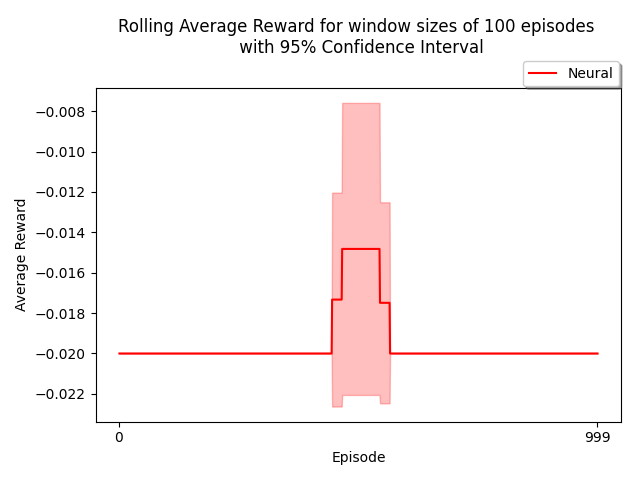 Rolling Average Reward for window sizes of 100 episodes
with 95% Confidence Interval
Neural
−0.008
−0.010
−0.012
−0.014
−0.016
−0.018
−0.020
−0.022
Average Reward
0
999
Episode